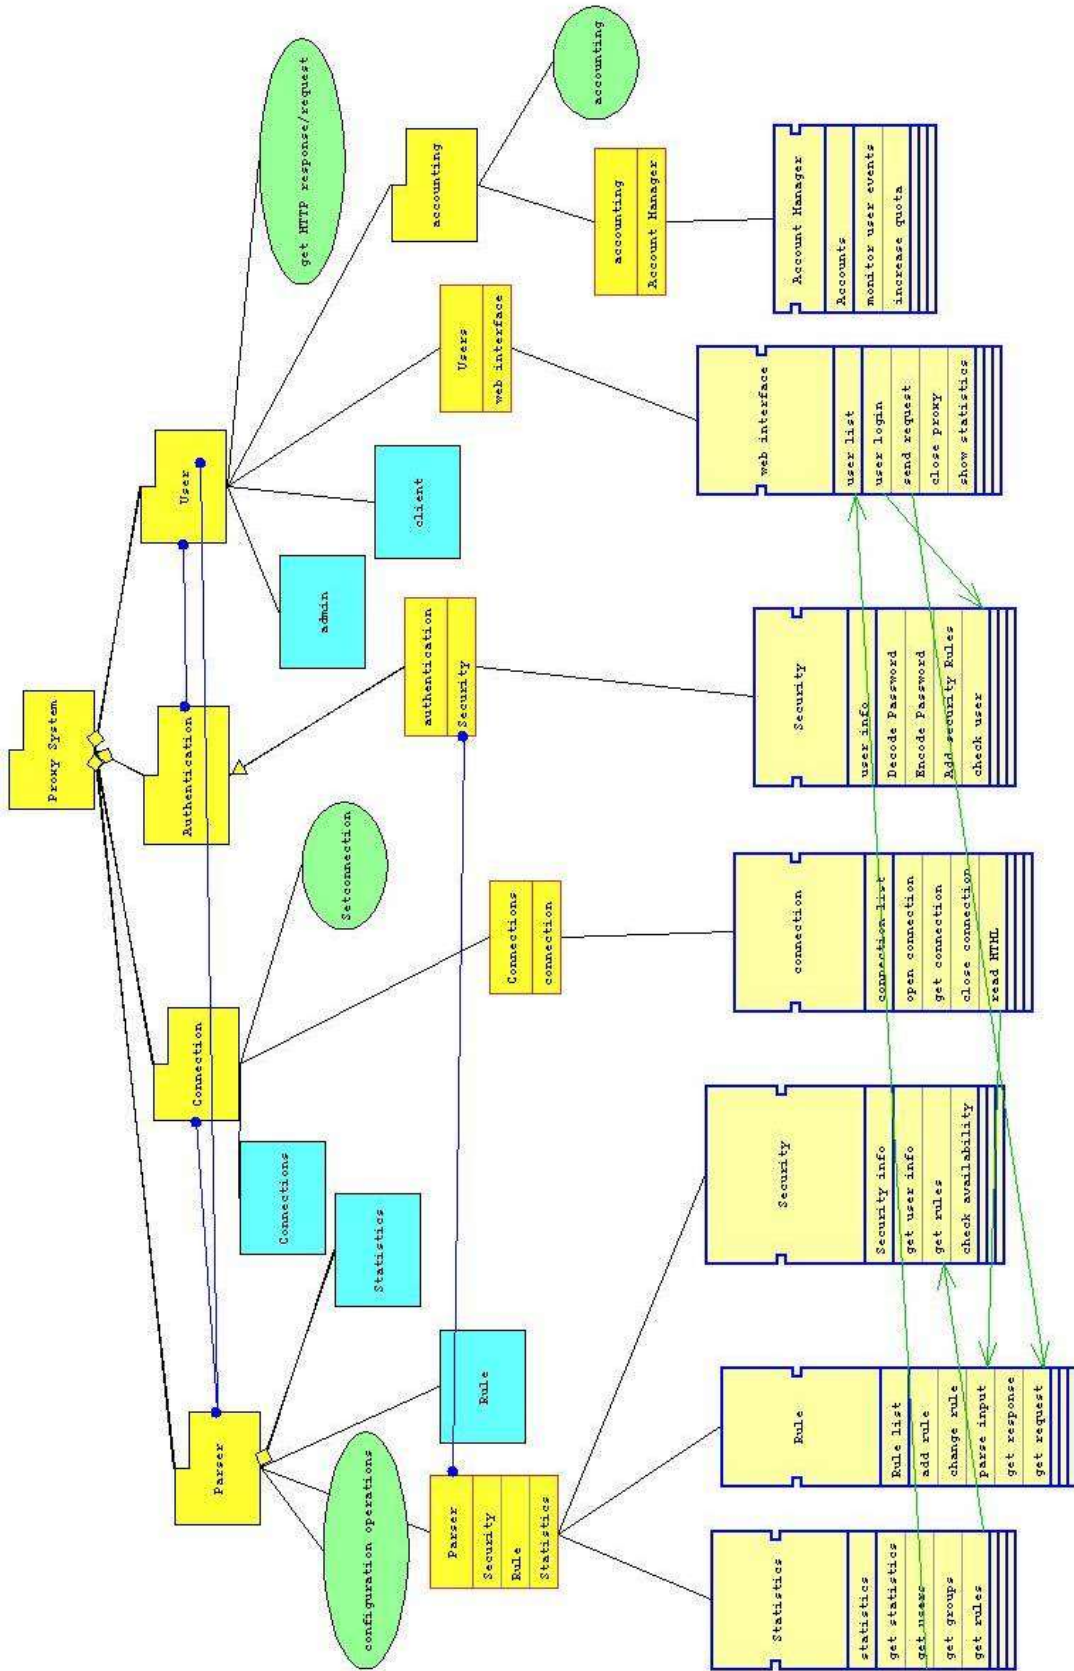 Proxy System
Parser
Connection
Authentication
User
configuration operations
Rule
Statistics
Connections
Setconnection
admin
client
get HTTP response/request
Parser
Security
Rule
Statistics
Connections
connection
authentication
Security
Users
web interface
accounting
accounting
accounting
Account Manager
Statistics
statistics
get statistics
get users
get groups
get rules
Rule
Rule list
add rule
change rule
Parse input
get response
get request
Security
Security info
get user info
get rules
check availability
connection
connection list
open connection
get connection
close connection
read HTML
Security
user info
Decode Password
Encode Password
Add security Rules
check user
web interface
user list
user login
send request
close proxy
show statistics
Account Manager
Accounts
monitor user events
increase quota